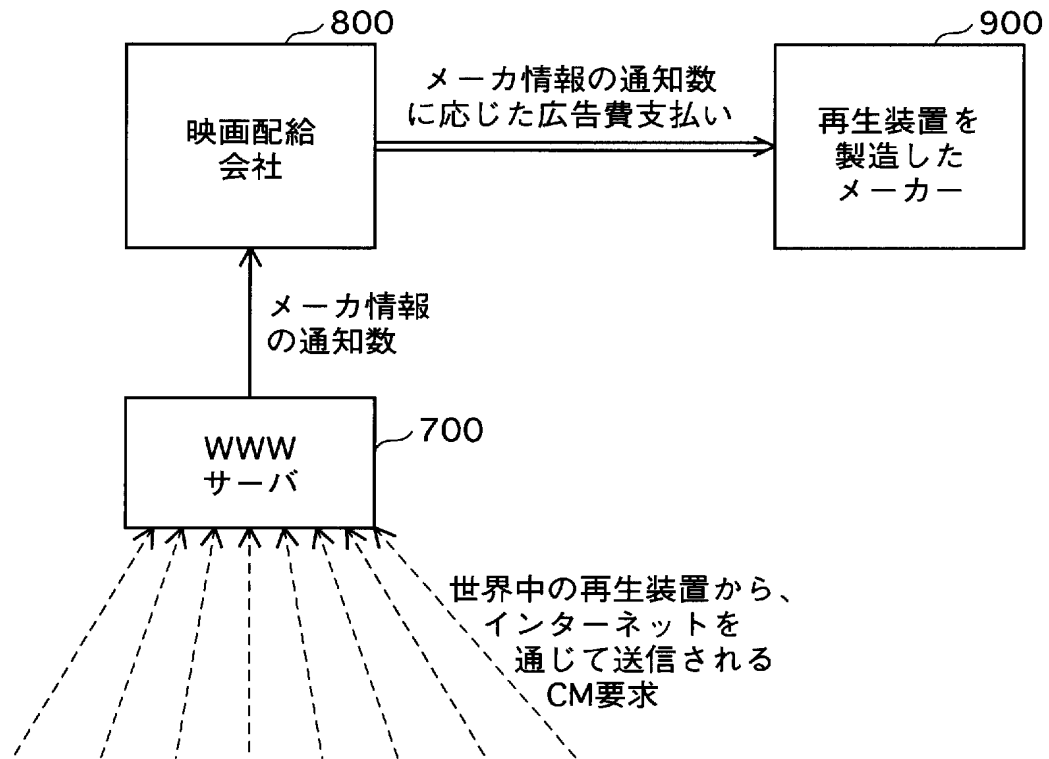 800
映画配給
会社
メーカ情報の通知数
に応じた広告費支払い
900
再生装置を
製造した
メーカー
メーカ情報
の通知数
WWW
サーバ
700
世界中の再生装置から、
インターネットを
通じて送信される
CM要求